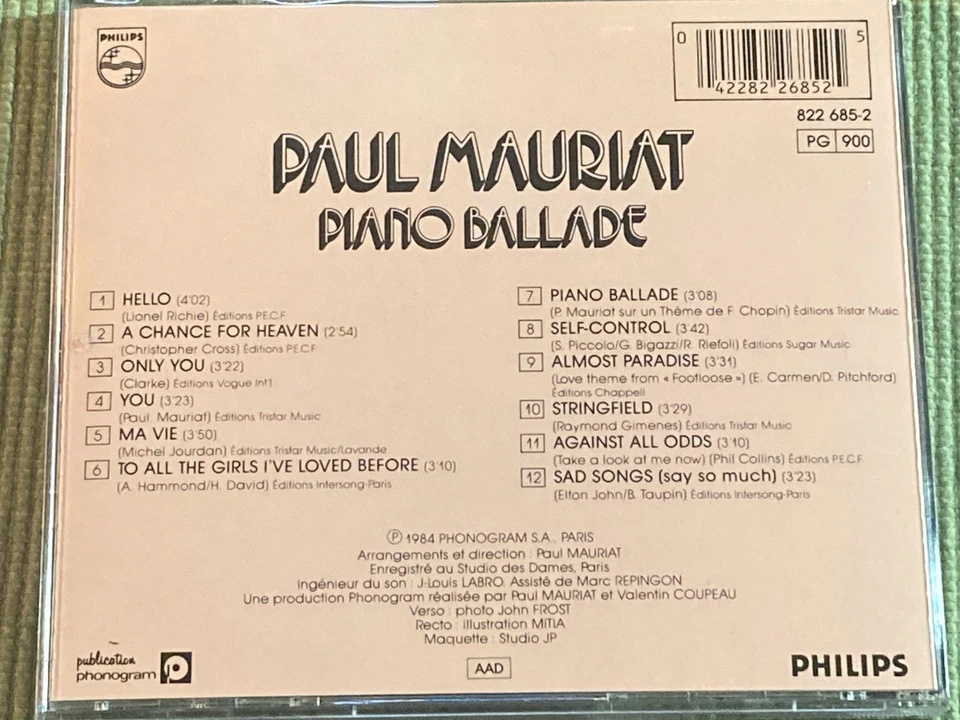 PHILIPS
0 42282 26852 5
822 685-2
PG 900
PAUL MAURIAT
PIANO BALLADE
1 HELLO (4'02)
(Lionel Richie) Éditions P.E.C.F.
2 A CHANCE FOR HEAVEN (2'54)
(Christopher Cross) Éditions P.E.C.F.
3 ONLY YOU (3'22)
(Clarke) Éditions Vogue Int'l
4 YOU (3'23)
(Paul Mauriat) Éditions Tristar Music
5 MA VIE (3'50)
(Michel Jourdan) Éditions Tristar Music/Lavande
6 TO ALL THE GIRLS I'VE LOVED BEFORE (3'10)
(A. Hammond/H. David) Éditions Intersong-Paris
7 PIANO BALLADE (3'08)
(P. Mauriat sur un Thème de F. Chopin) Éditions Tristar Music
8 SELF-CONTROL (3'42)
(S. Piccolo/G. Bigazzi/R. Riefoli) Éditions Sugar Music
9 ALMOST PARADISE (3'31)
(Love theme from « Footloose ») (E. Carmen/D. Pitchford)
Éditions Chappell
10 STRINGFIELD (3'29)
(Raymond Gimenes) Éditions Tristar Music
11 AGAINST ALL ODDS (3'10)
(Take a look at me now) (Phil Collins) Éditions P.E.C.F.
12 SAD SONGS (say so much) (3'23)
(Elton John/B. Taupin) Éditions Intersong-Paris
℗ 1984 PHONOGRAM S.A., PARIS
Arrangements et direction : Paul MAURIAT
Enregistré au Studio des Dames, Paris
Ingénieur du son : J-Louis LABRO. Assisté de Marc REPINGON
Une production Phonogram réalisée par Paul MAURIAT et Valentin COUPEAU
Verso : photo John FROST
Recto : illustration MITIA
Maquette : Studio JP
publication
phonogram
AAD
PHILIPS